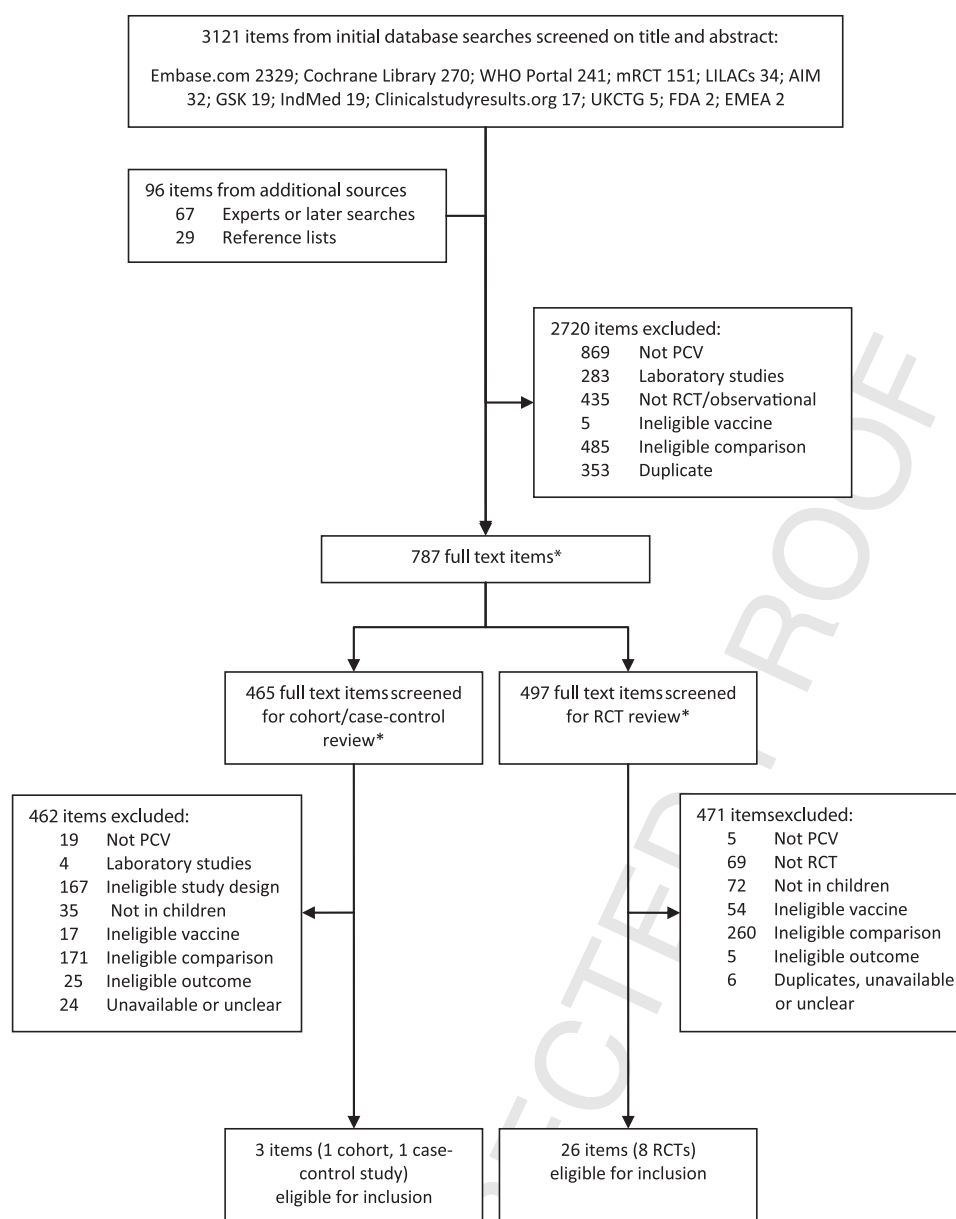 3121 items from initial database searches screened on title and abstract:
Embase.com 2329; Cochrane Library 270; WHO Portal 241; mRCT 151; LILACs 34; AIM
32; GSK 19; IndMed 19; Clinicalstudyresults.org 17; UKCTG 5; FDA 2; EMEA 2
96 items from additional sources
67 Experts or later searches
29 Reference lists
2720 items excluded:
869 Not PCV
283 Laboratory studies
435 Not RCT/observational
5 Ineligible vaccine
485 Ineligible comparison
353 Duplicate
787 full text items*
465 full text items screened
for cohort/case-control
review*
497 full text items screened
for RCT review*
462 items excluded:
19 Not PCV
4 Laboratory studies
167 Ineligible study design
35 Not in children
17 Ineligible vaccine
171 Ineligible comparison
25 Ineligible outcome
24 Unavailable or unclear
471 itemsexcluded:
5 Not PCV
69 Not RCT
72 Not in children
54 Ineligible vaccine
260 Ineligible comparison
5 Ineligible outcome
6 Duplicates, unavailable
or unclear
3 items (1 cohort, 1 case-
control study)
eligible for inclusion
26 items (8 RCTs)
eligible for inclusion
RECTED PROOF